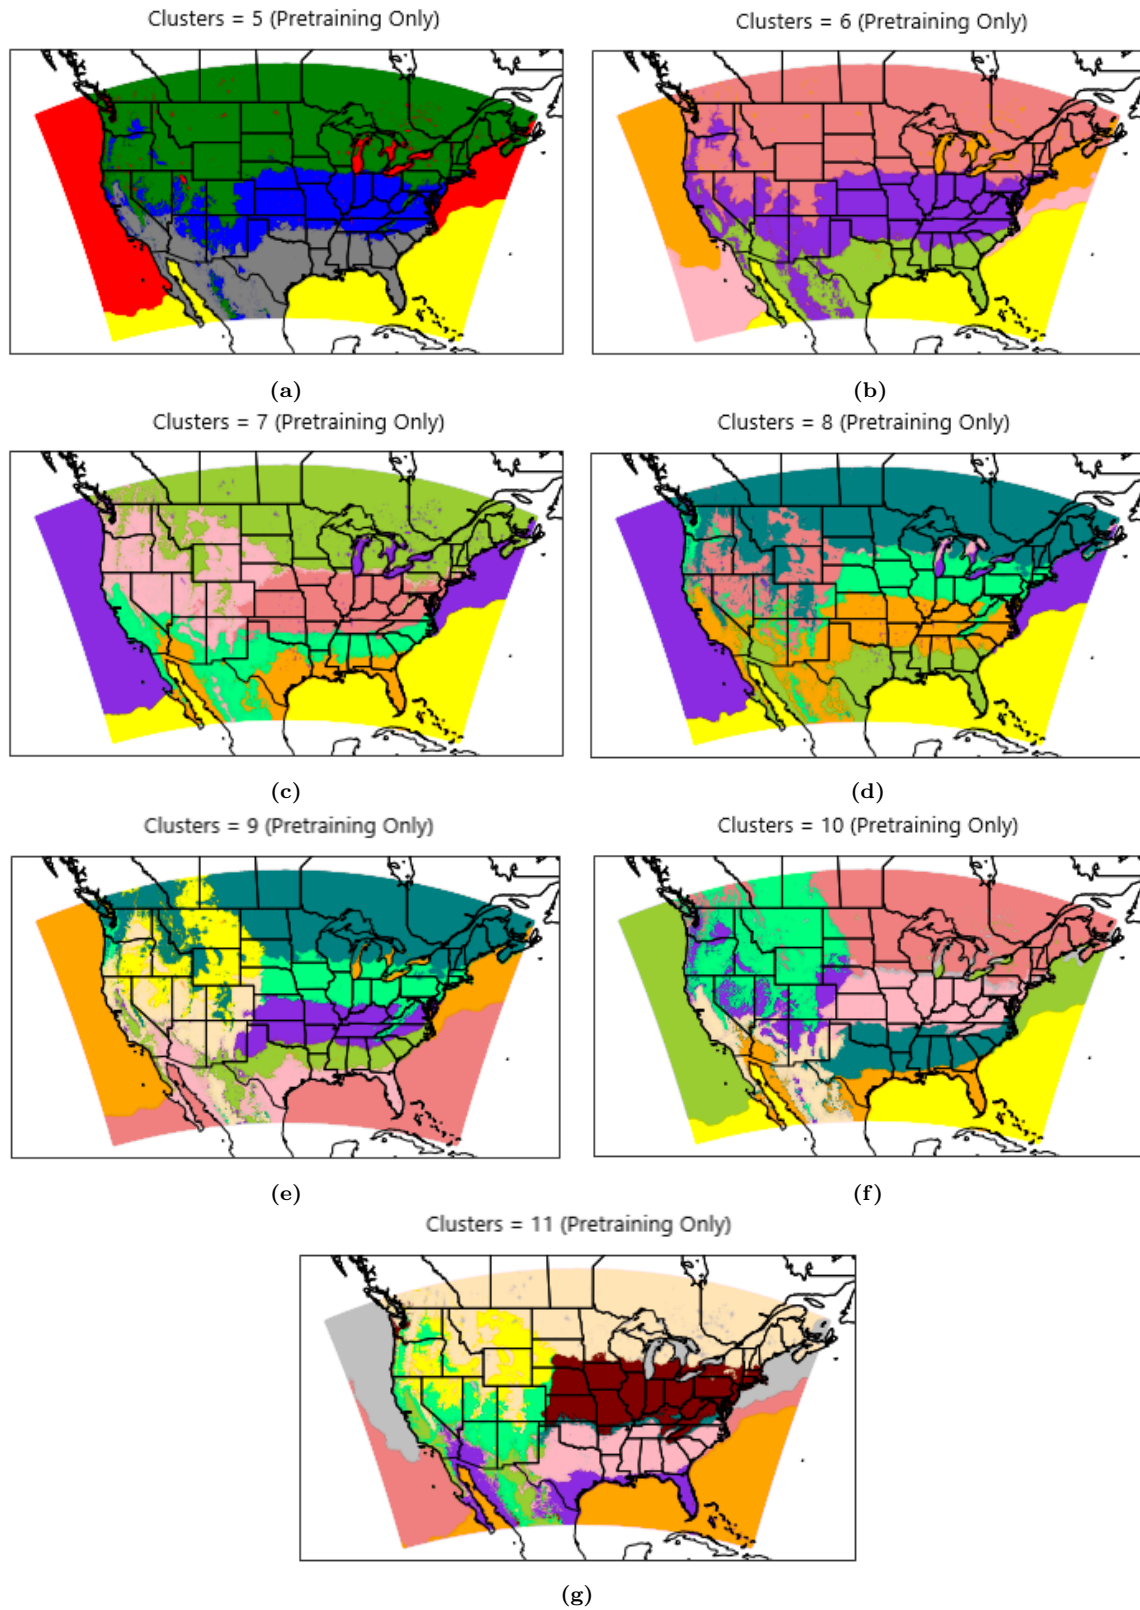 Clusters = 5 (Pretraining Only)
Clusters = 6 (Pretraining Only)
(a)
(b)
Clusters = 7 (Pretraining Only)
Clusters = 8 (Pretraining Only)
(c)
(d)
Clusters = 9 (Pretraining Only)
Clusters = 10 (Pretraining Only)
(e)
(f)
Clusters = 11 (Pretraining Only)
(g)